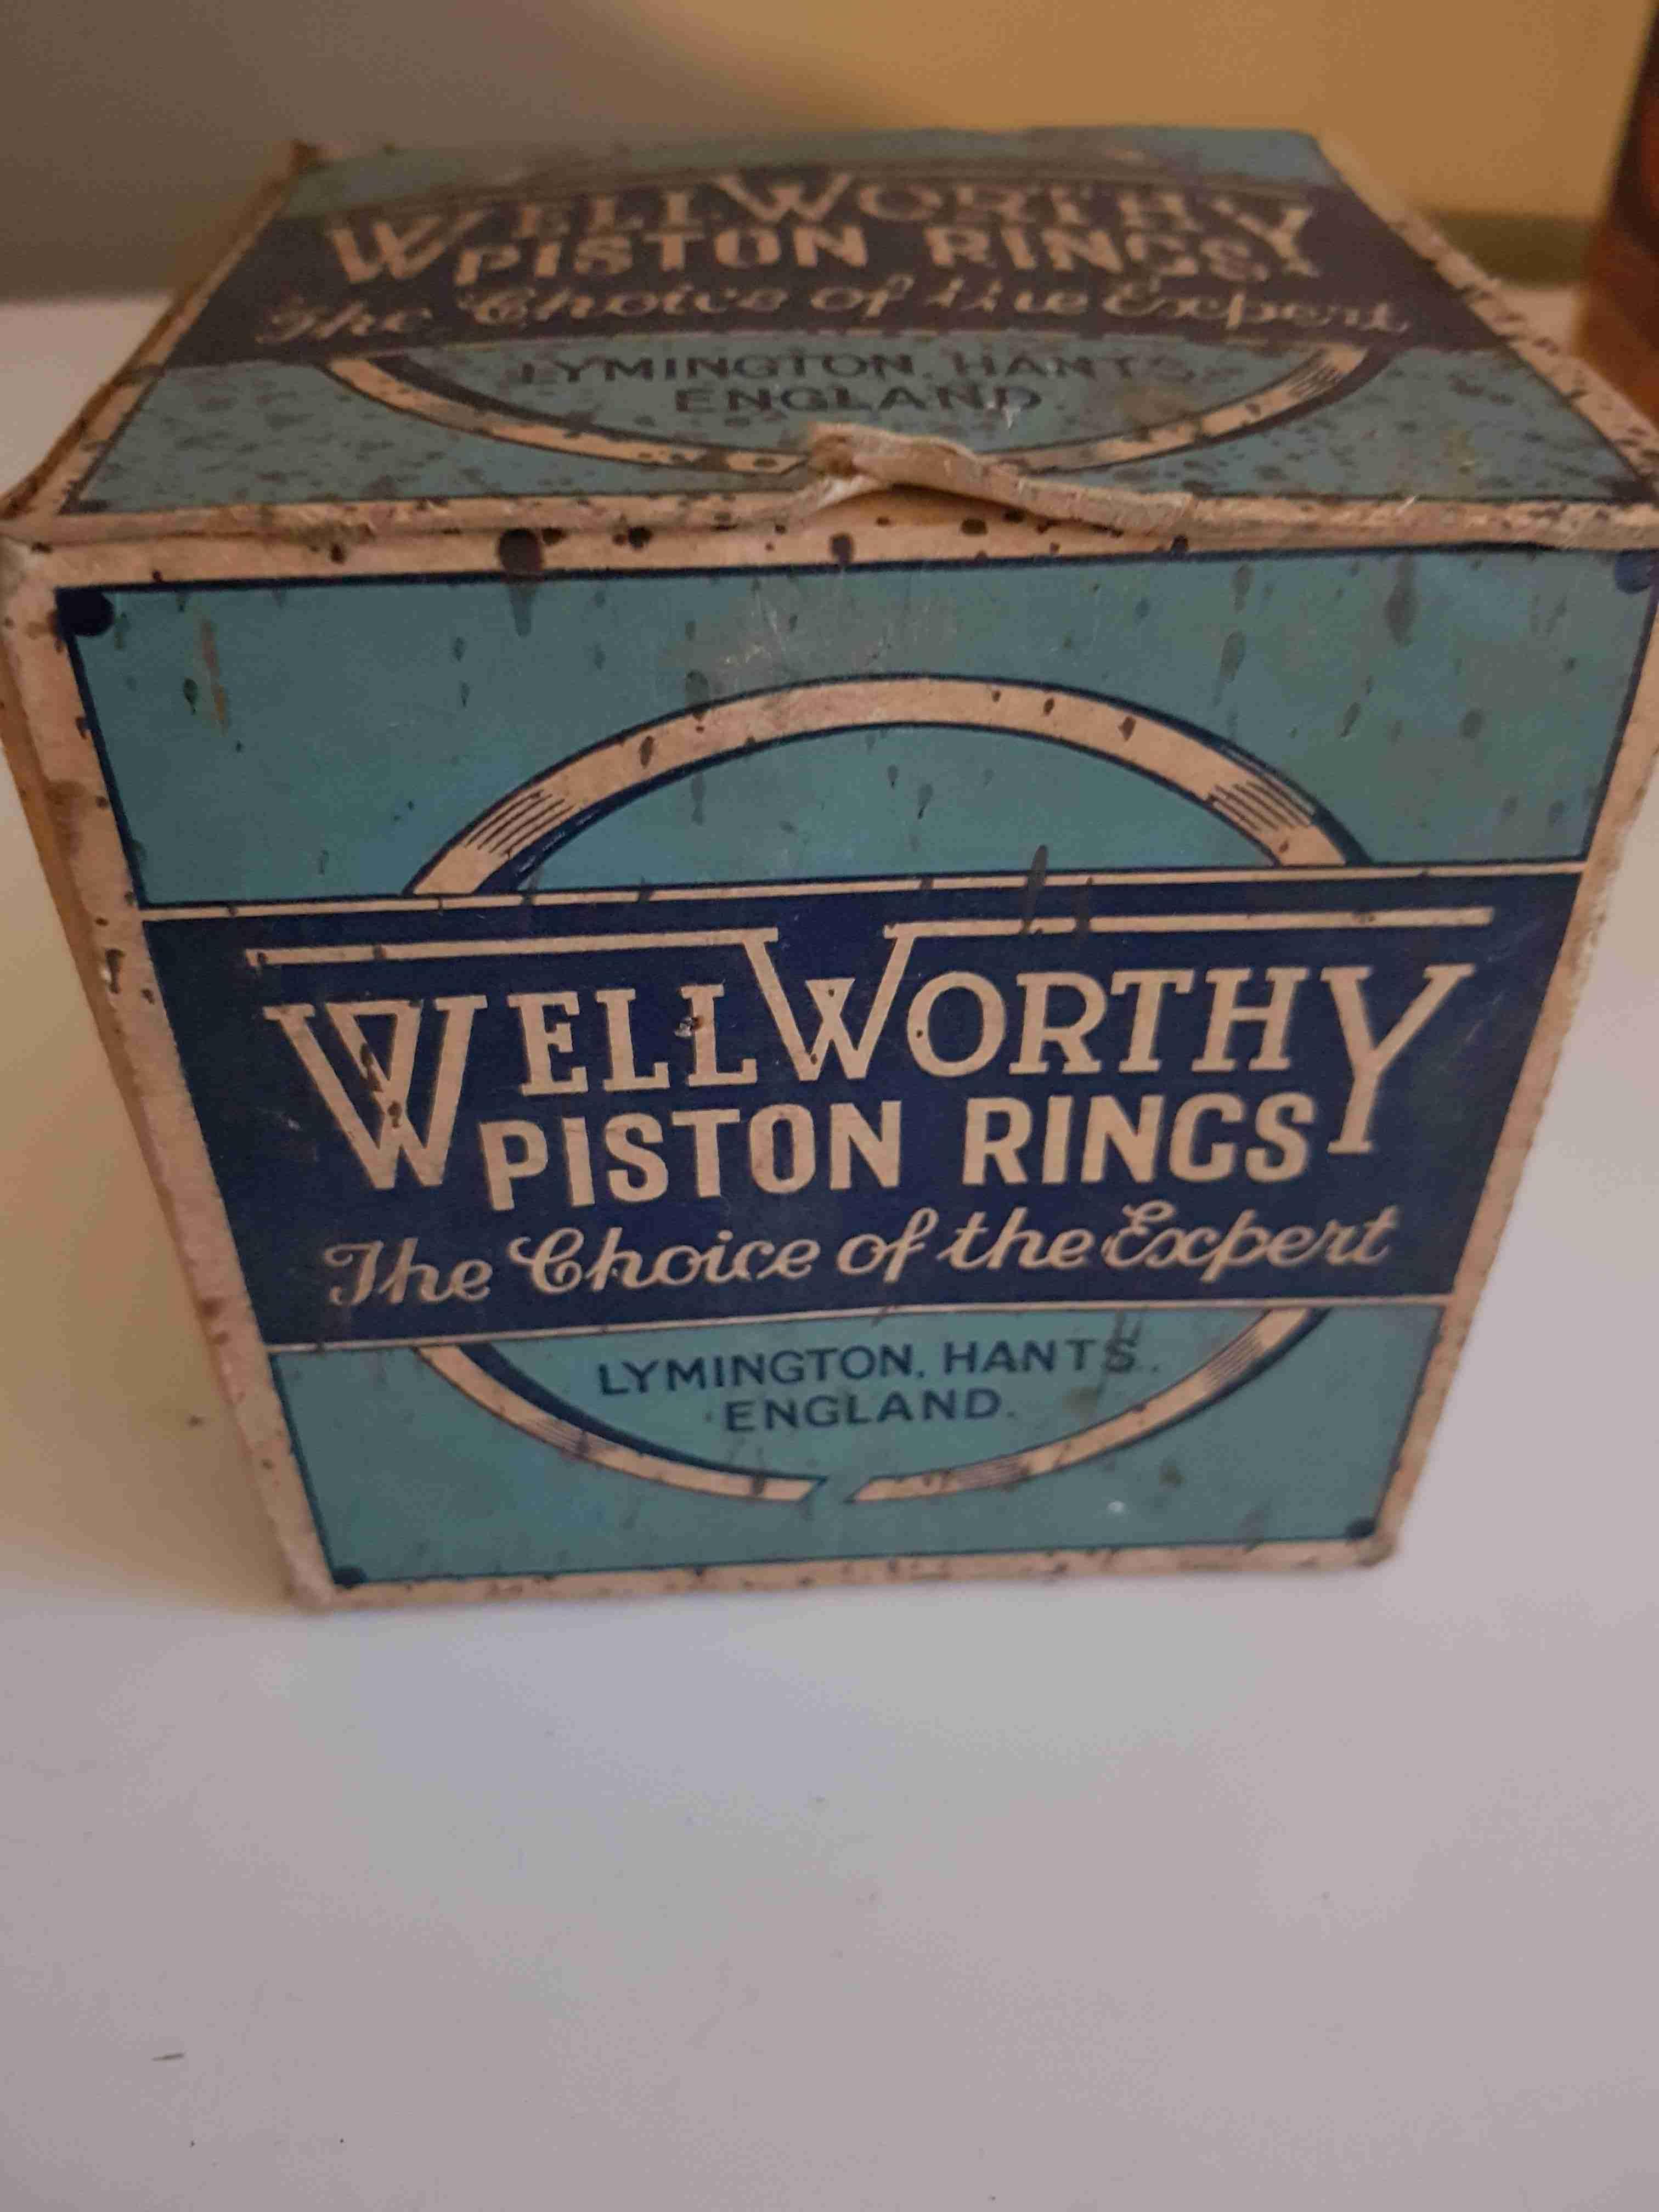 WELLWORTHY
PISTON RINGS
The Choice of the Expert
LYMINGTON, HANTS.
ENGLAND.
WELLWORTHY
PISTON RINGS
The Choice of the Expert
LYMINGTON. HANTS.
ENGLAND.